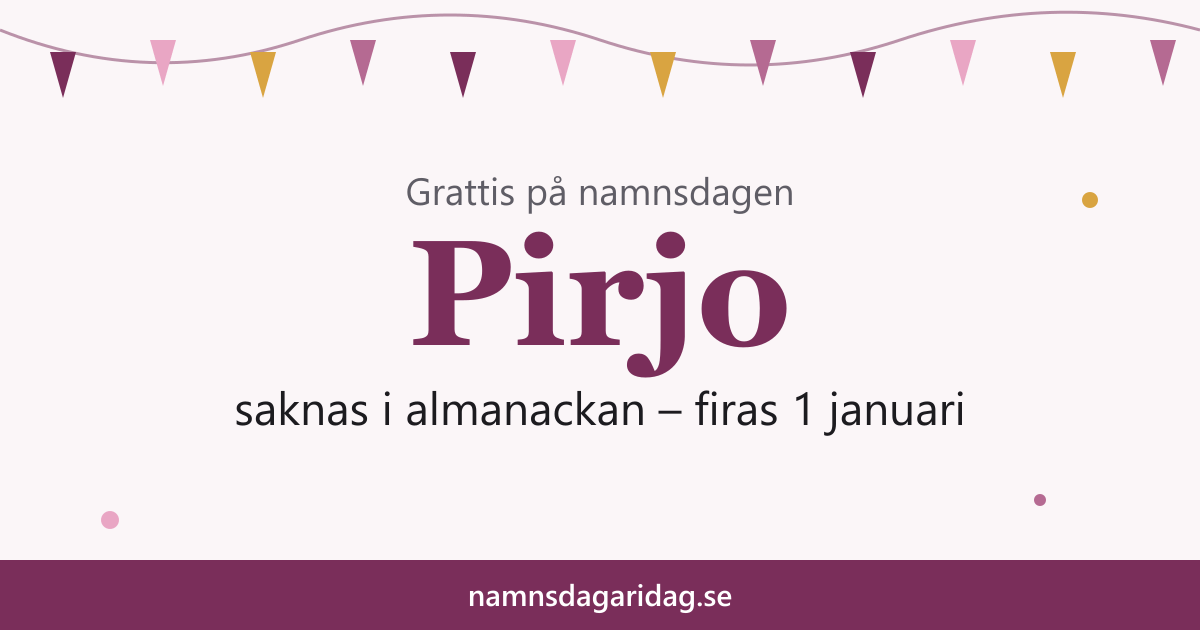 Grattis på namnsdagen
Pirjo
saknas i almanackan – firas 1 januari
namnsdagaridag.se